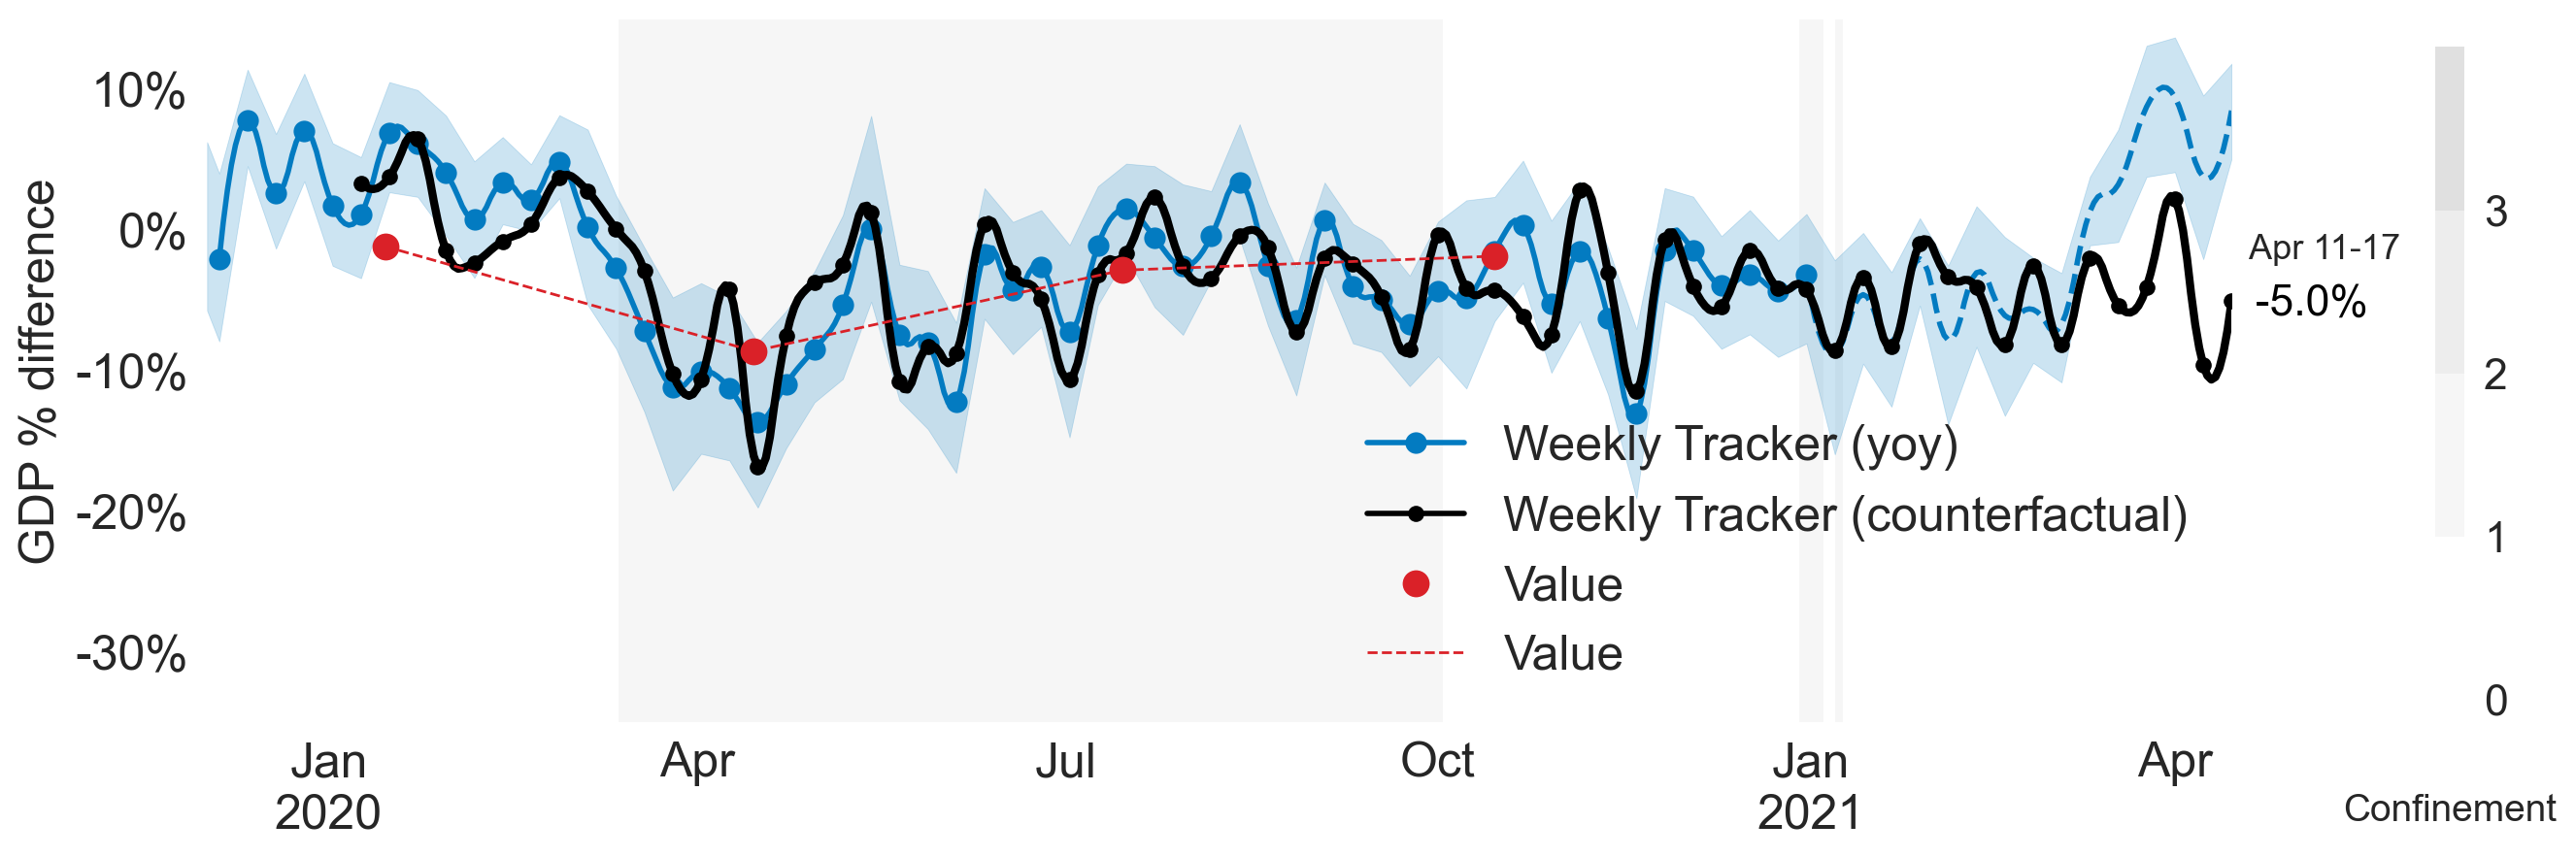 GDP % difference
10%
0%
-10%
-20%
-30%
Weekly Tracker (yoy)
Weekly Tracker (counterfactual)
Value
Value
Apr 11-17
-5.0%
3
2
1
0
Jan
2020
Apr
Jul
Oct
Jan
2021
Apr
Confinement